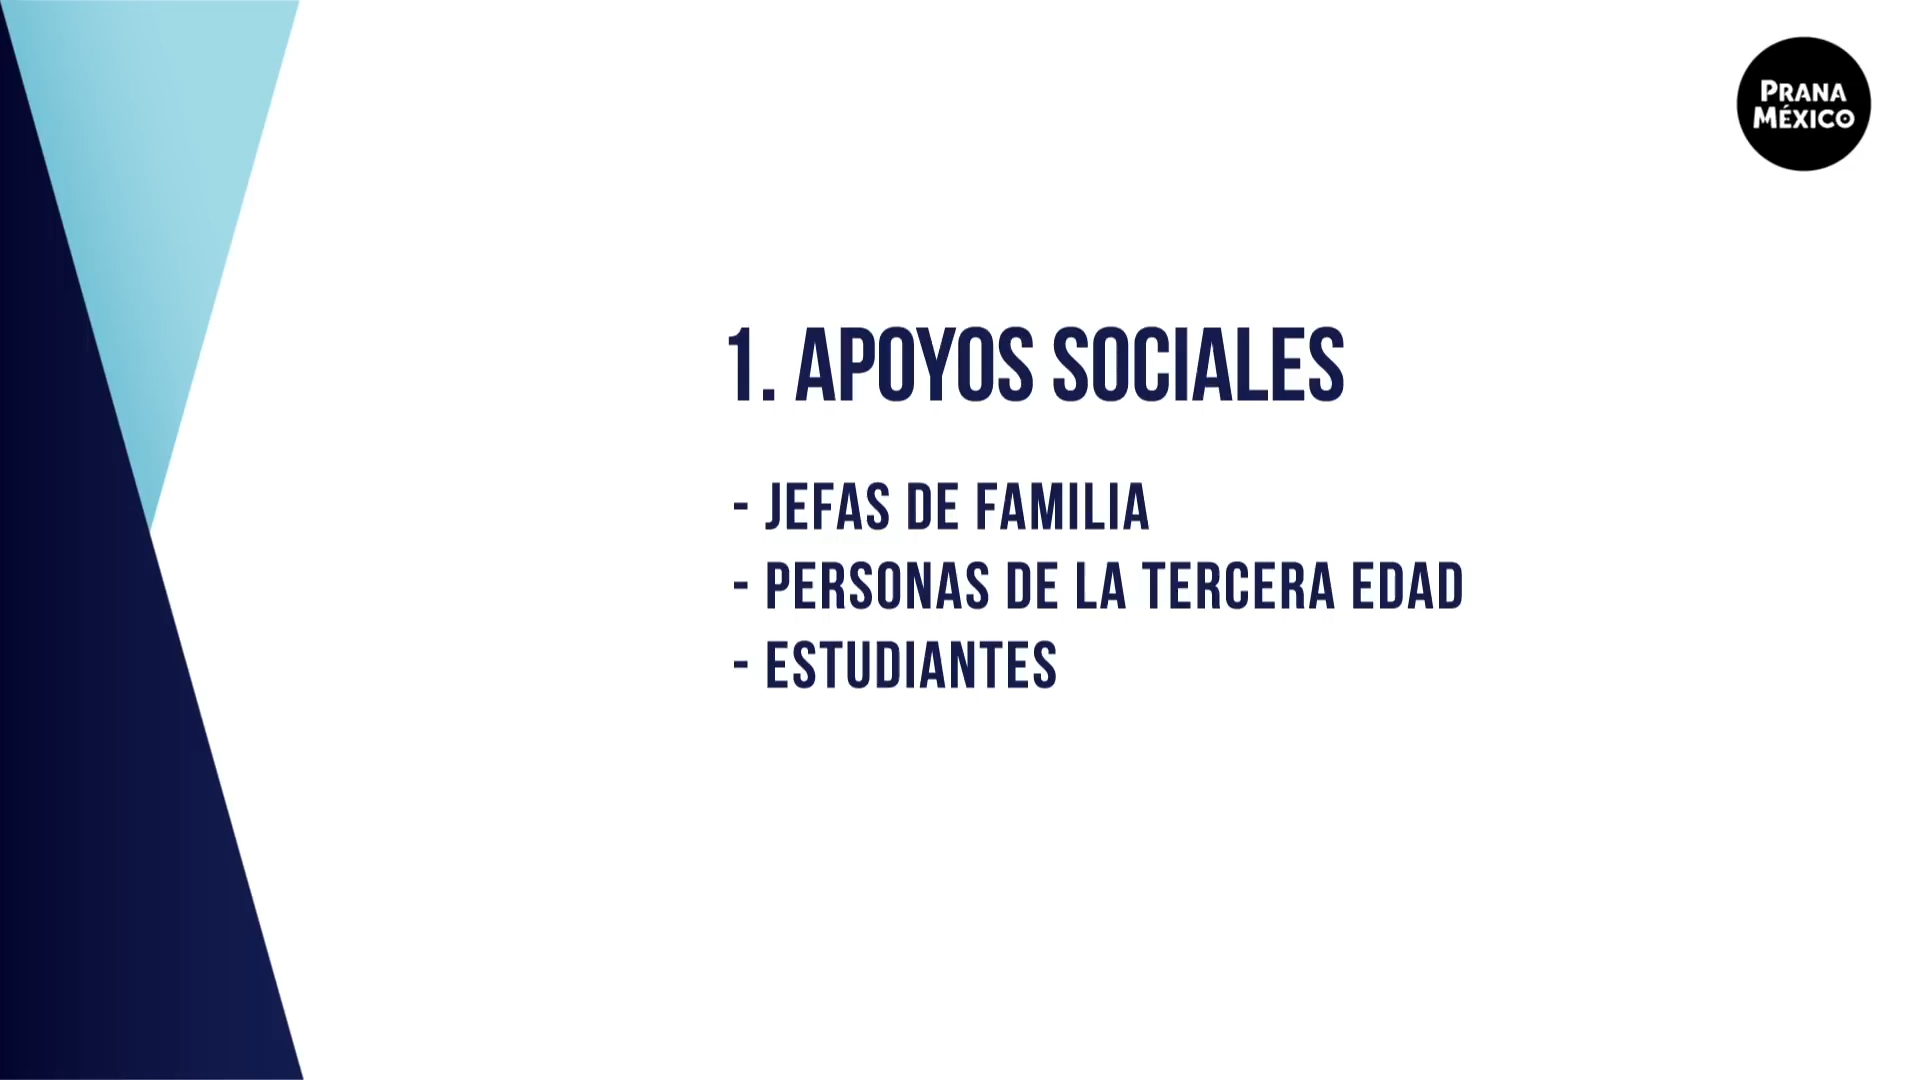 PRANA
MÉXICO
1. APOYOS SOCIALES
- JEFAS DE FAMILIA
- PERSONAS DE LA TERCERA EDAD
- ESTUDIANTES